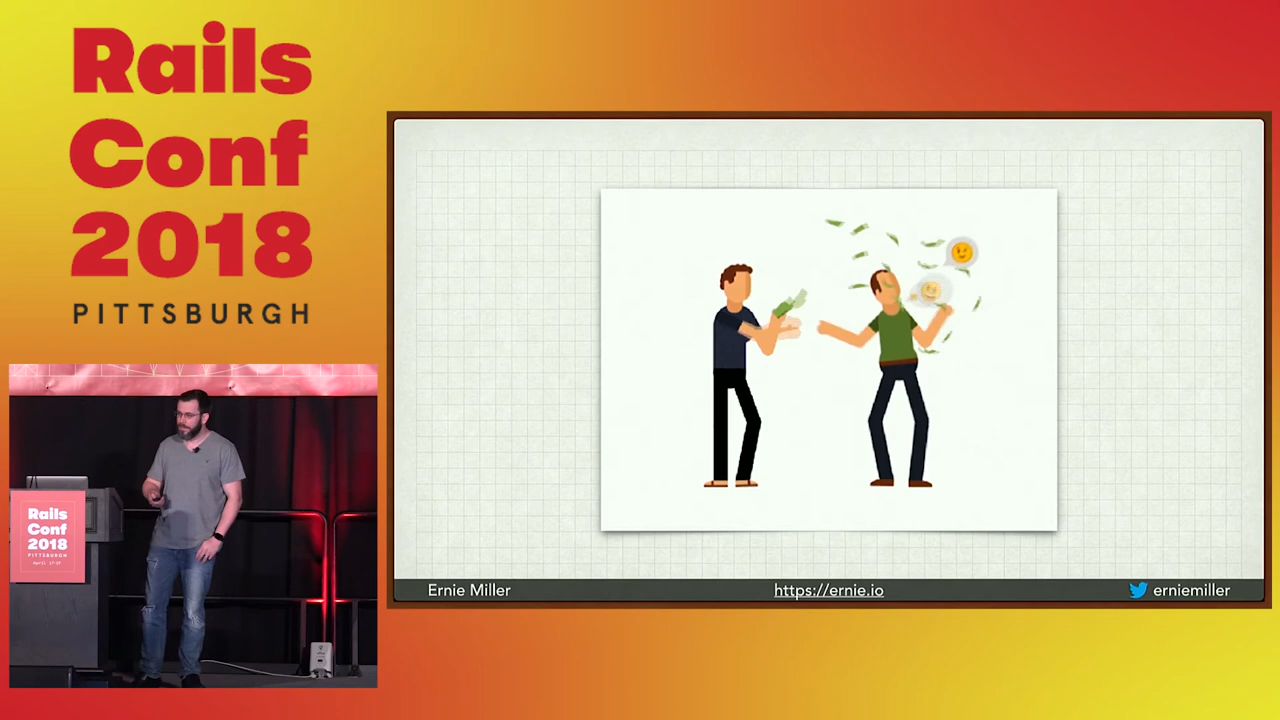 Rails
Conf
2018
PITTSBURGH
Rails
Conf
2018
PITTSBURGH
Ernie Miller
https://ernie.io
erniemiller